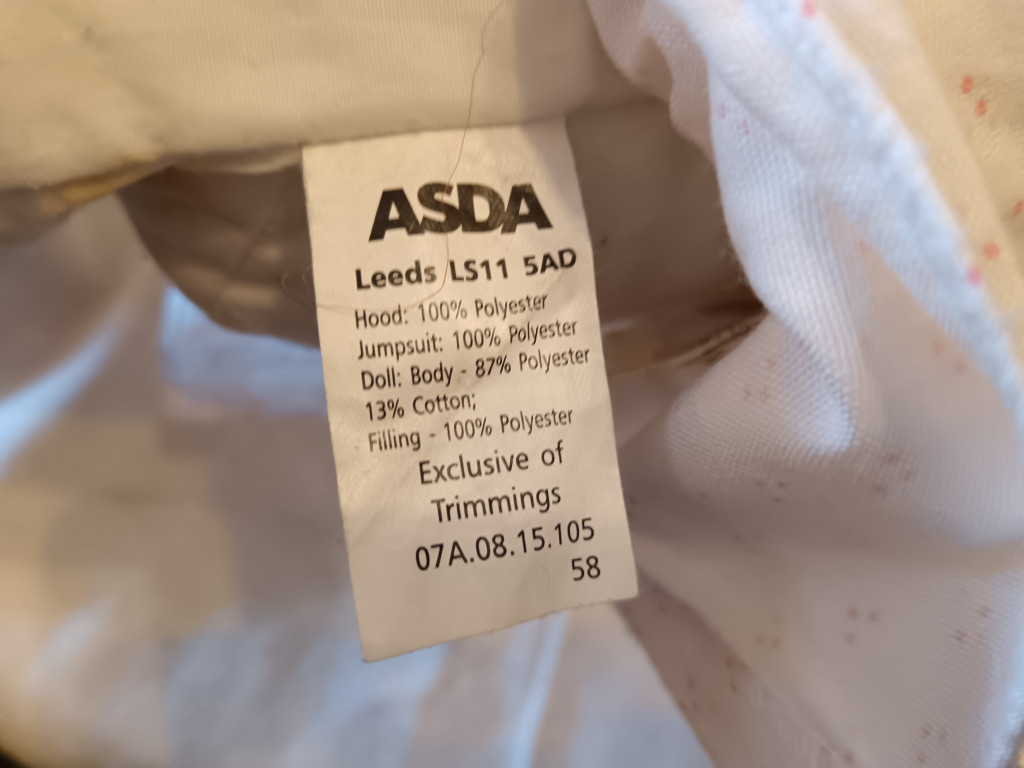 ASDA
Leeds LS11 5AD
Hood: 100% Polyester
Jumpsuit: 100% Polyester
Doll: Body - 87% Polyester
13% Cotton;
Filling - 100% Polyester
Exclusive of
Trimmings
07A.08.15.105
58